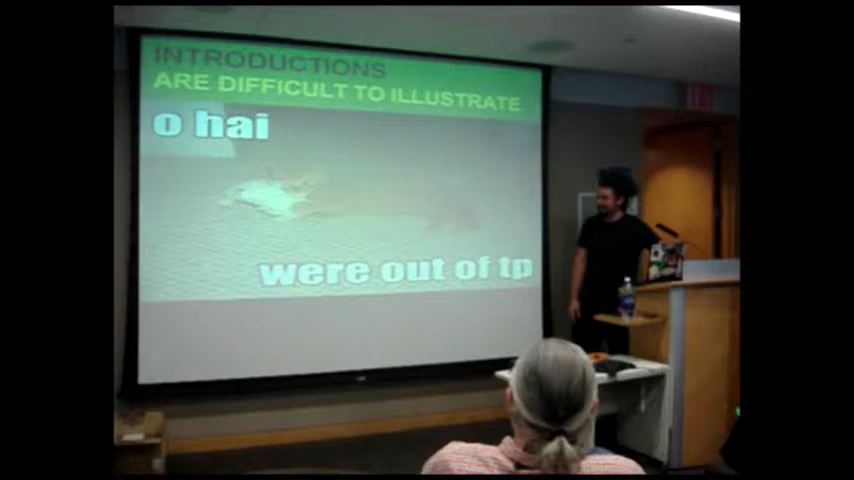 INTRODUCTIONS
ARE DIFFICULT TO ILLUSTRATE
o hai
were out of tp